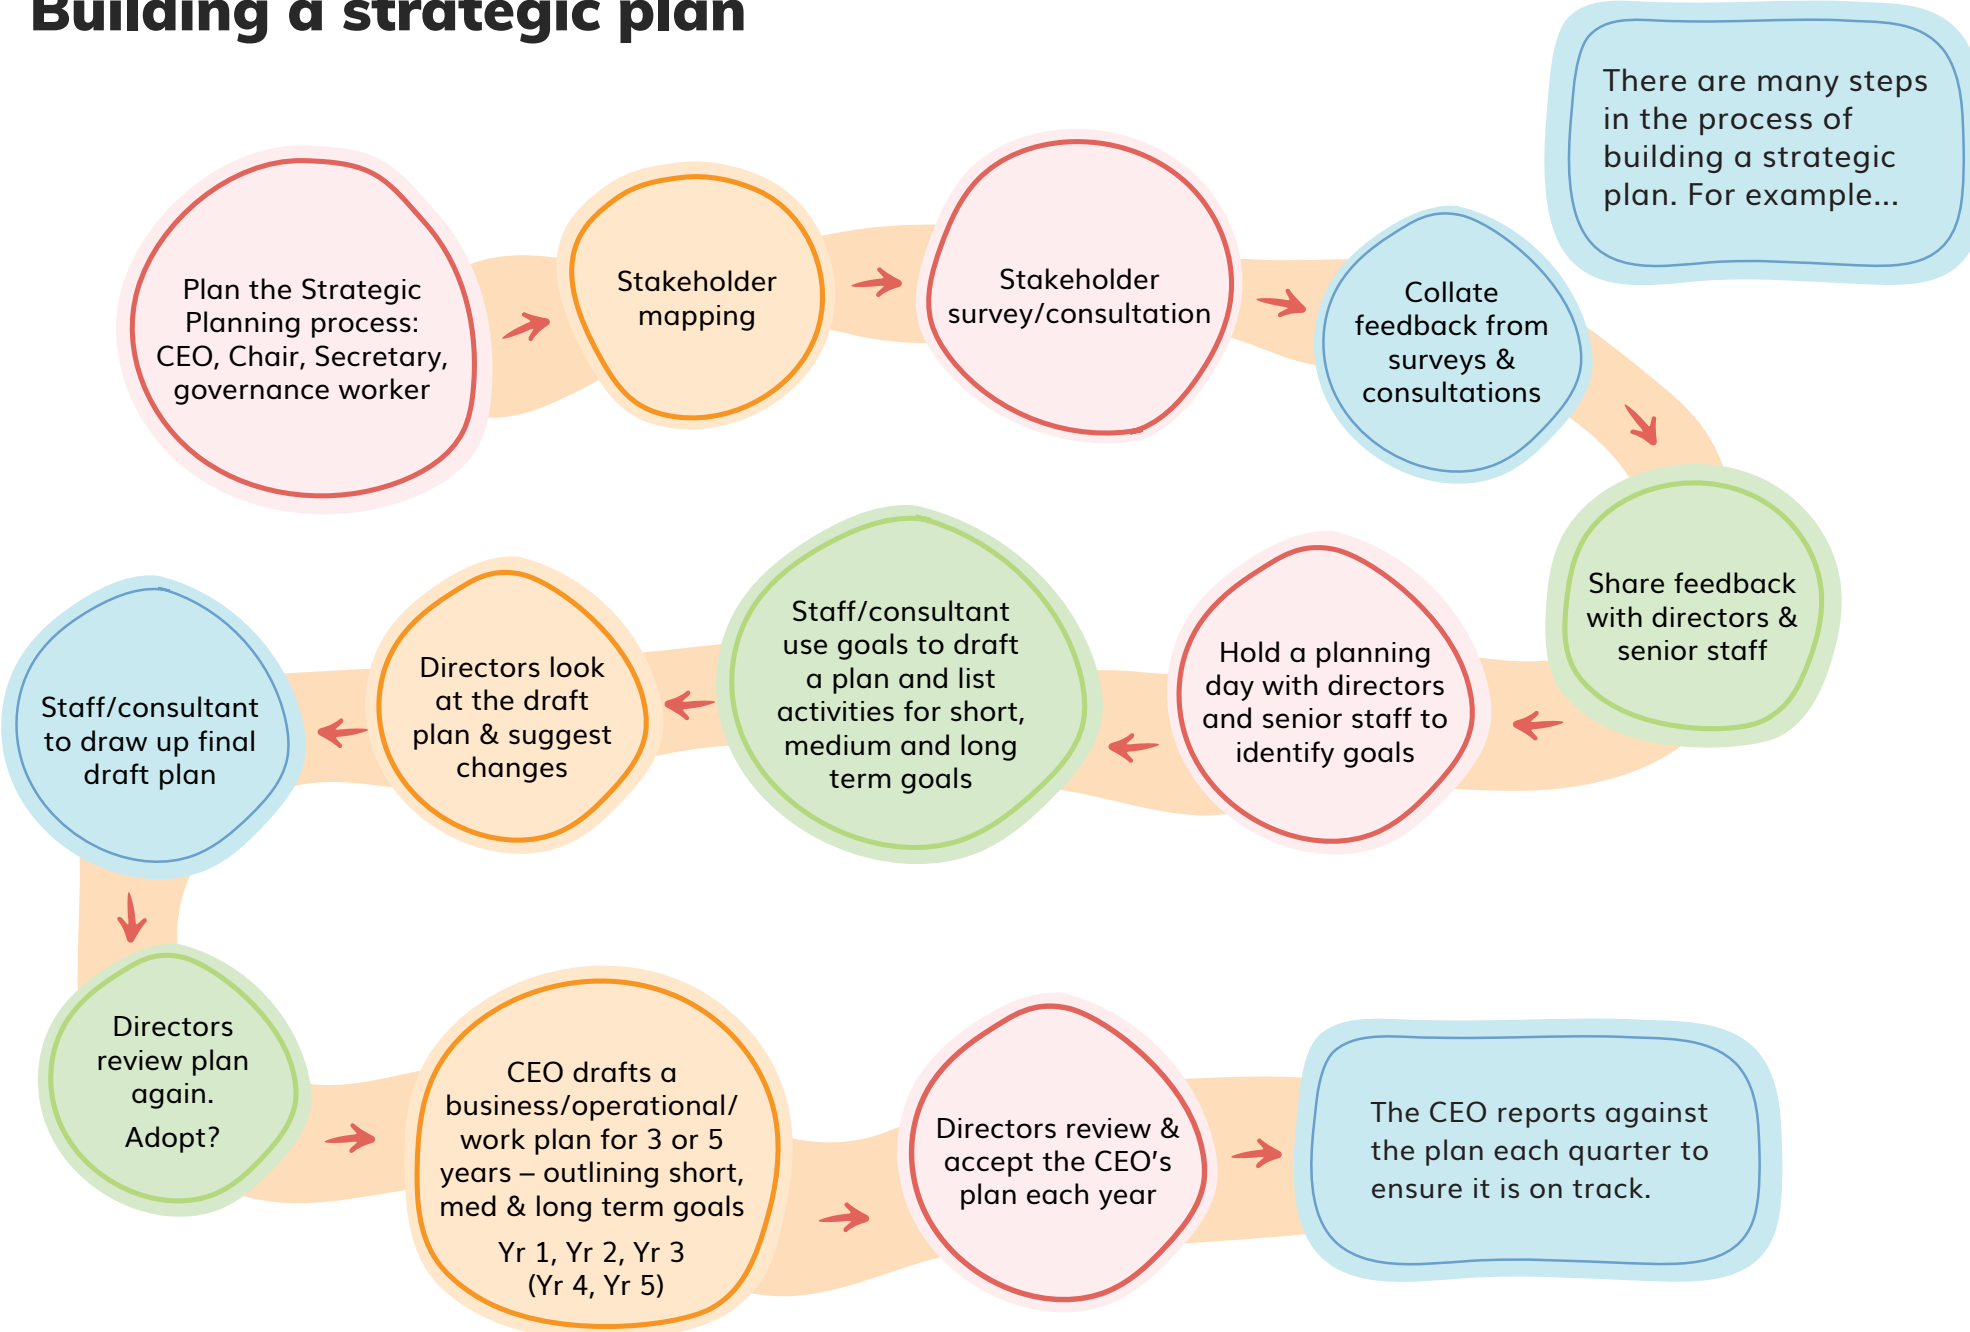 Building a strategic plan
There are many steps
in the process of
building a strategic
plan. For example...
Plan the Strategic
Planning process:
CEO, Chair, Secretary,
governance worker
Stakeholder
mapping
Stakeholder
survey/consultation
Collate
feedback from
surveys &
consultations
Share feedback
with directors &
senior staff
Hold a planning
day with directors
and senior staff to
identify goals
Staff/consultant
use goals to draft
a plan and list
activities for short,
medium and long
term goals
Directors look
at the draft
plan & suggest
changes
Staff/consultant
to draw up final
draft plan
Directors
review plan
again.
Adopt?
CEO drafts a
business/operational/
work plan for 3 or 5
years – outlining short,
med & long term goals
Yr 1, Yr 2, Yr 3
(Yr 4, Yr 5)
Directors review &
accept the CEO’s
plan each year
The CEO reports against
the plan each quarter to
ensure it is on track.